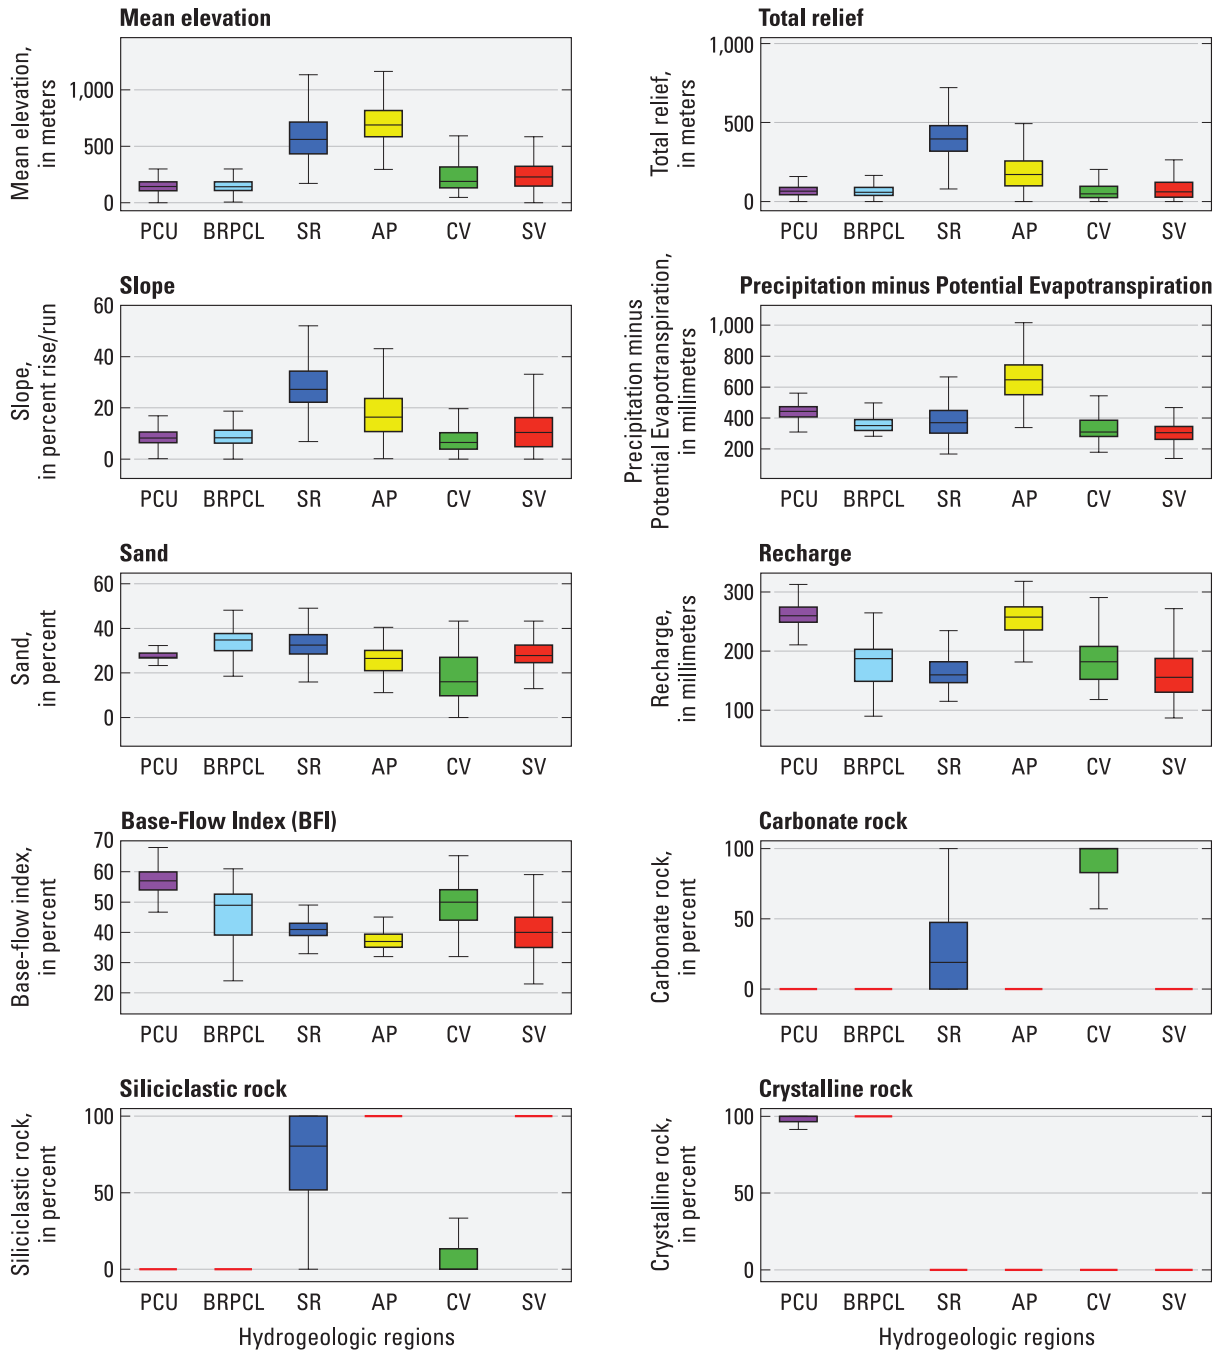 Mean elevation
Mean elevation,
in meters
1,000
500
0
PCU BRPCL SR AP CV SV
Total relief
Total relief,
in meters
1,000
500
0
PCU BRPCL SR AP CV SV
Slope
Slope,
in percent rise/run
60
40
20
0
PCU BRPCL SR AP CV SV
Precipitation minus Potential Evapotranspiration
Precipitation minus
Potential Evapotranspiration,
in millimeters
1,000
800
600
400
200
PCU BRPCL SR AP CV SV
Sand
Sand,
in percent
60
40
20
0
PCU BRPCL SR AP CV SV
Recharge
Recharge,
in millimeters
300
200
100
PCU BRPCL SR AP CV SV
Base-Flow Index (BFI)
Base-flow index,
in percent
70
60
50
40
30
20
PCU BRPCL SR AP CV SV
Carbonate rock
Carbonate rock,
in percent
100
50
0
PCU BRPCL SR AP CV SV
Siliciclastic rock
Siliciclastic rock,
in percent
100
50
0
PCU BRPCL SR AP CV SV
Hydrogeologic regions
Crystalline rock
Crystalline rock,
in percent
100
50
0
PCU BRPCL SR AP CV SV
Hydrogeologic regions